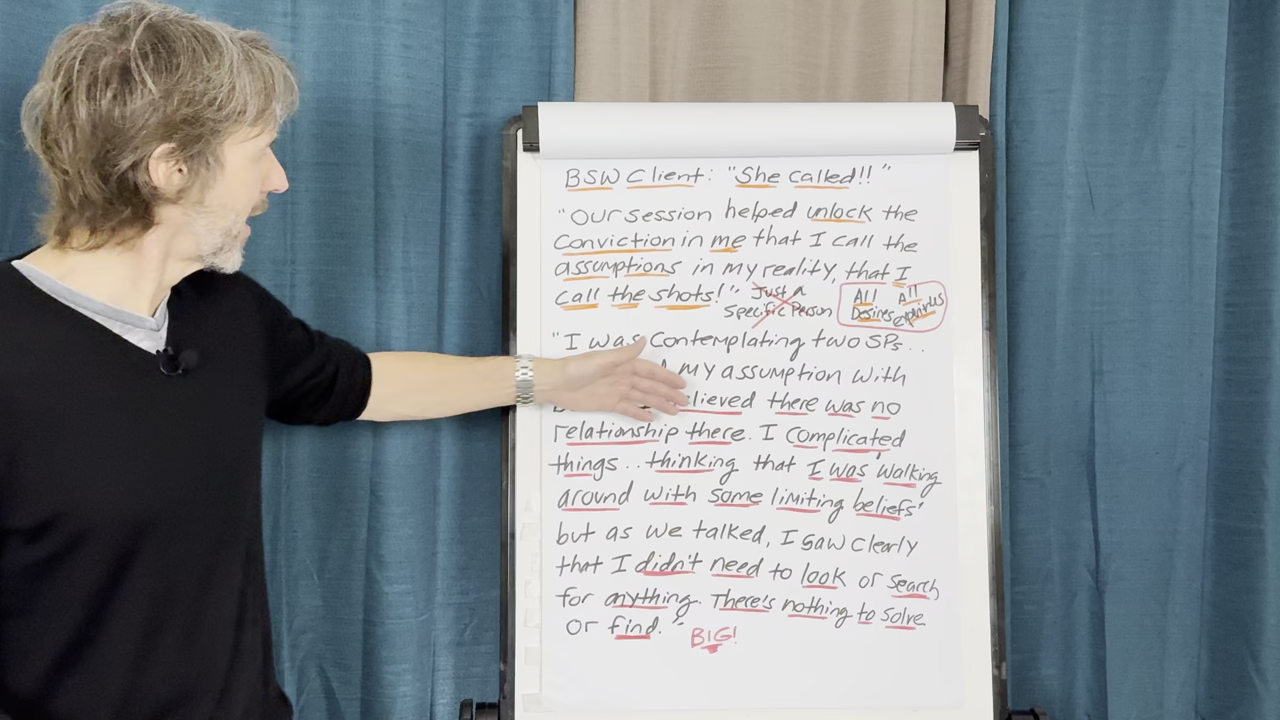 BSW Client: "She Called!!"
"Our session helped unlock the
Conviction in me that I call the
assumptions in my reality, that I
call the shots!" Just a
Specific Person
All All
Desires experiences
"I was contemplating two SPs..
my assumption with
there was no
relationship there. I complicated
things.. thinking that I was 'walking
around with some limiting beliefs'
but as we talked, I saw clearly
that I didn't need to look or search
for anything. There's nothing to solve
or find."
BIG!